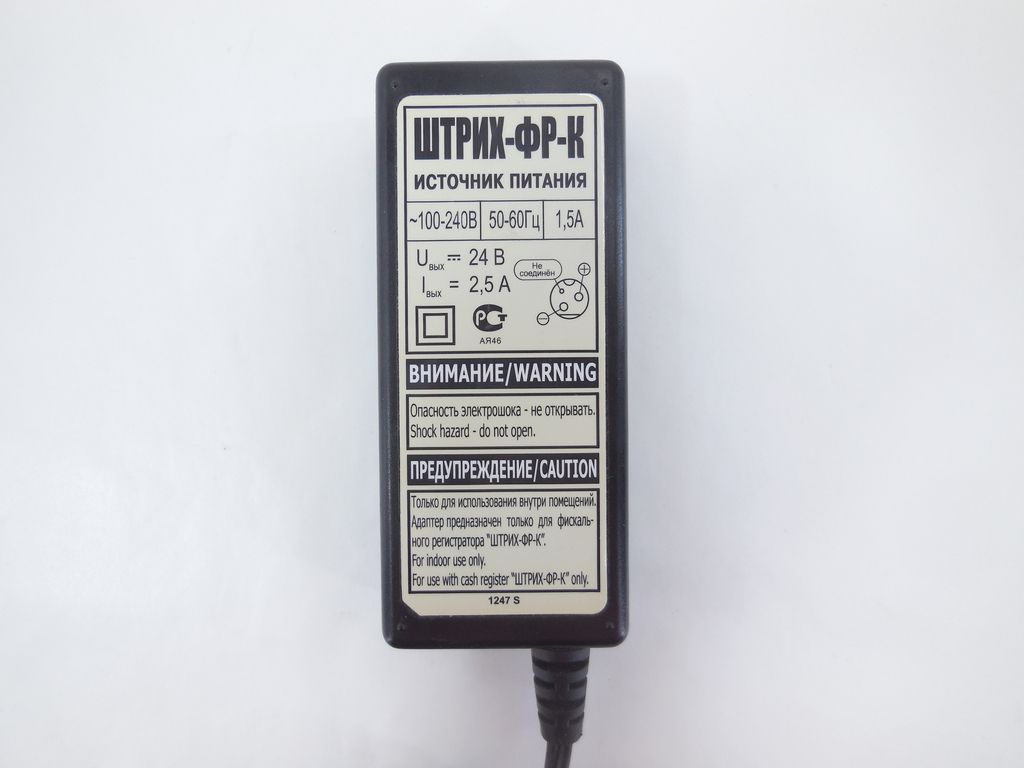 ШТРИХ-ФР-К
ИСТОЧНИК ПИТАНИЯ
~100-240В 50-60Гц 1,5А
Uвых = 24 В
Не
соединён
Iвых = 2,5 А
РСТ
АЯ46
ВНИМАНИЕ/WARNING
Опасность электрошока - не открывать.
Shock hazard - do not open.
ПРЕДУПРЕЖДЕНИЕ/CAUTION
Только для использования внутри помещений.
Адаптер предназначен только для фискаль-
ного регистратора "ШТРИХ-ФР-К".
For indoor use only.
For use with cash register "ШТРИХ-ФР-К" only.
1247 S